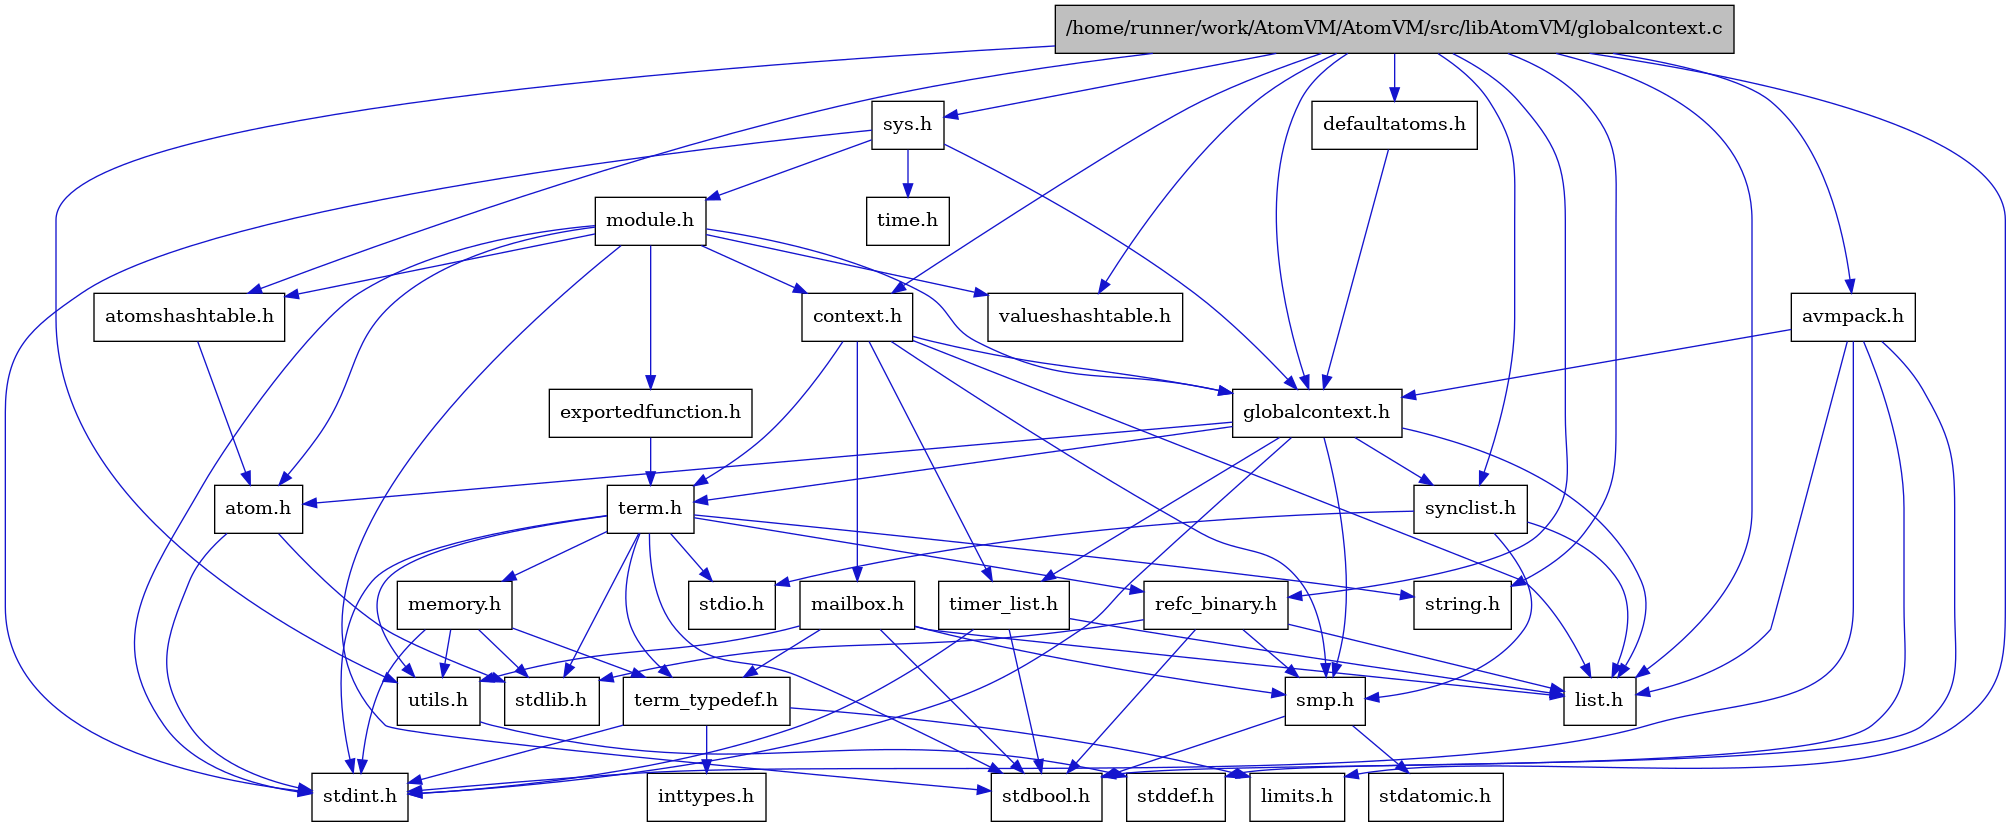 /home/runner/work/AtomVM/AtomVM/src/libAtomVM/globalcontext.c
sys.h
defaultatoms.h
module.h
time.h
atomshashtable.h
context.h
valueshashtable.h
avmpack.h
exportedfunction.h
globalcontext.h
atom.h
term.h
synclist.h
memory.h
stdio.h
mailbox.h
timer_list.h
refc_binary.h
string.h
utils.h
stdlib.h
term_typedef.h
smp.h
list.h
stdint.h
inttypes.h
stdbool.h
stddef.h
limits.h
stdatomic.h